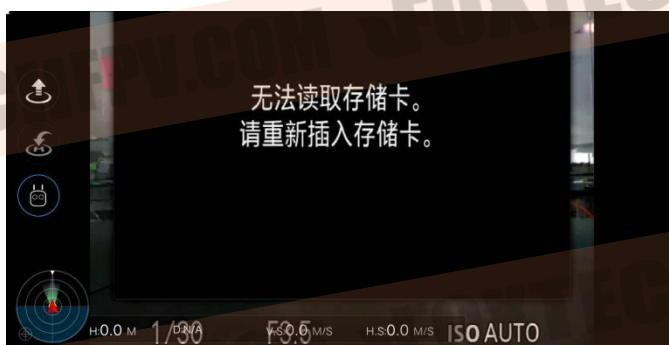 无法读取存储卡。
请重新插入存储卡。
H:0.0 M
1/30
D:N/A
F3.5
V.S:0.0 M/S
H.S:0.0 M/S
ISO AUTO